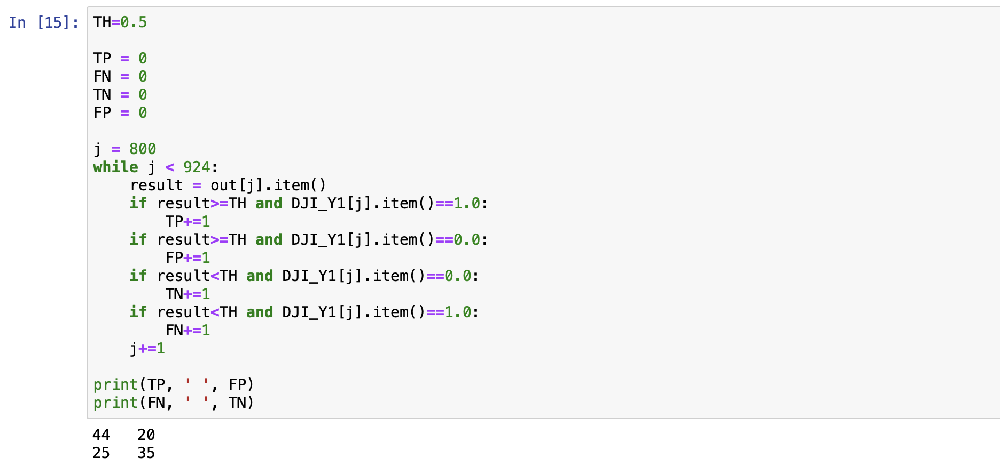 In [15]: TH=0.5
TP = 0
FN = 0
TN = 0
FP = 0
j = 800
while j < 924:
    result = out[j].item()
    if result>=TH and DJI_Y1[j].item()==1.0:
        TP+=1
    if result>=TH and DJI_Y1[j].item()==0.0:
        FP+=1
    if result<TH and DJI_Y1[j].item()==0.0:
        TN+=1
    if result<TH and DJI_Y1[j].item()==1.0:
        FN+=1
    j+=1
print(TP, ' ', FP)
print(FN, ' ', TN)
44   20
25   35